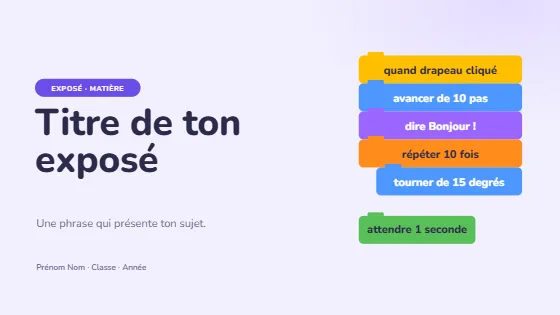 EXPOSÉ · MATIÈRE
Titre de ton
exposé
Une phrase qui présente ton sujet.
Prénom Nom · Classe · Année
quand drapeau cliqué
avancer de 10 pas
dire Bonjour !
répéter 10 fois
tourner de 15 degrés
attendre 1 seconde